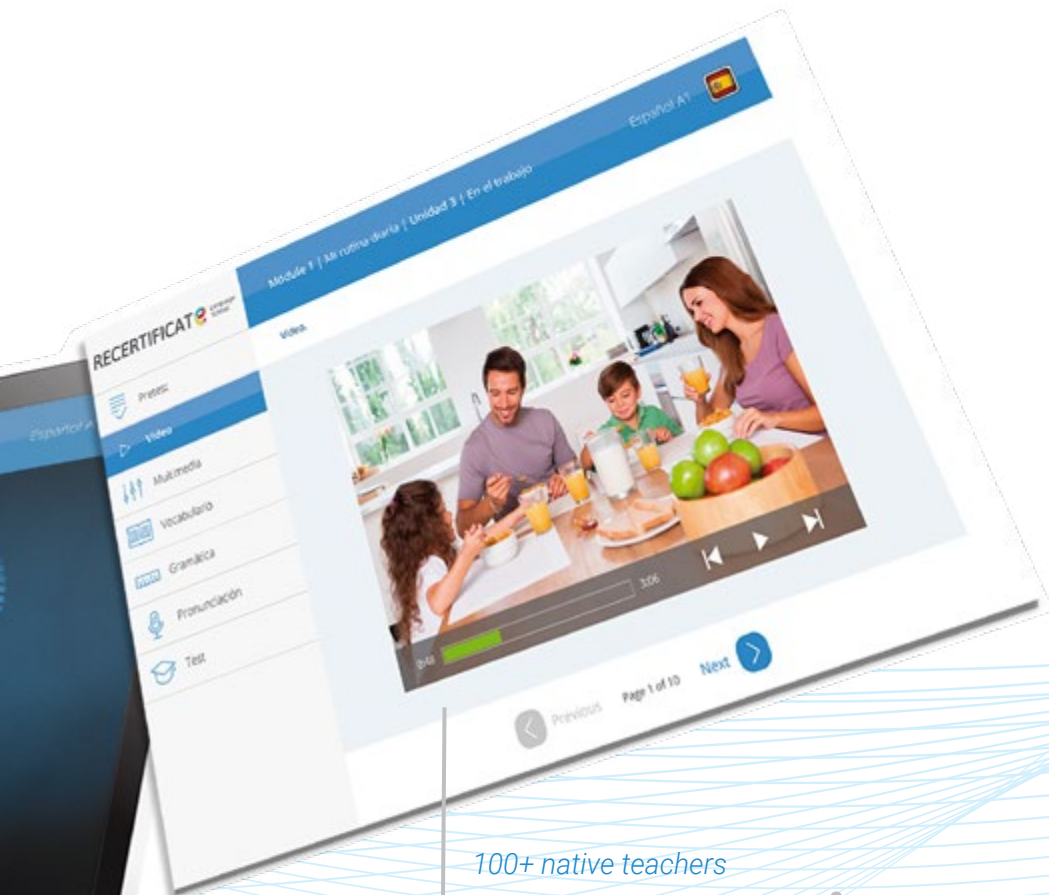 Español A1
Module 1 | Mi rutina diaria | Unidad 3 | En el trabajo
RECERTIFICATE
Video
Pretest
Video
Multimedia
Vocabulario
Gramática
Pronunciación
Test
3:06
Previous
Page 1 of 10
Next
100+ native teachers